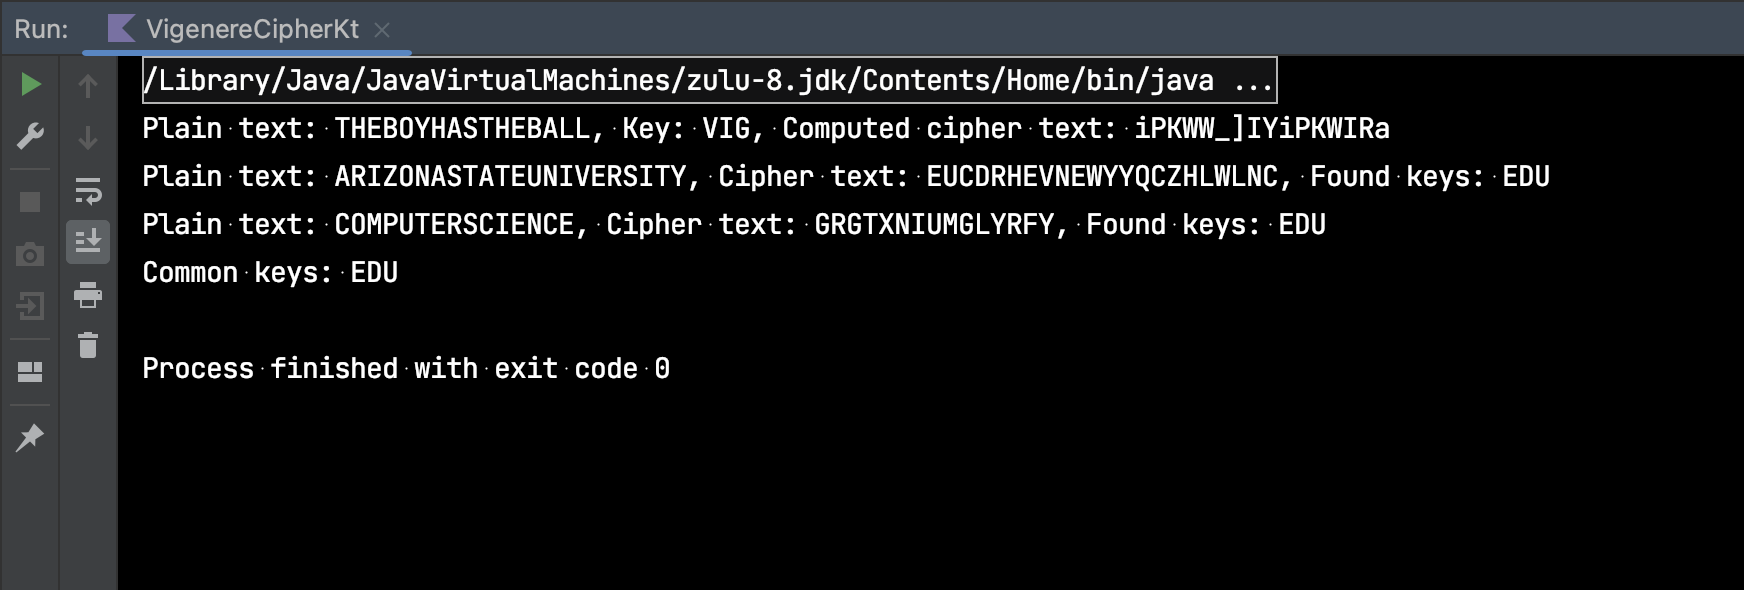 Run: VigenereCipherKt
/Library/Java/JavaVirtualMachines/zulu-8.jdk/Contents/Home/bin/java ...
Plain text: THEBOYHASTHEBALL, Key: VIG, Computed cipher text: iPKWW_]IYiPKWIRa
Plain text: ARIZONASTATEUNIVERSITY, Cipher text: EUCDRHEVNEWYYQCZHLWLNC, Found keys: EDU
Plain text: COMPUTERSCIENCE, Cipher text: GRGTXNIUMGLYRFY, Found keys: EDU
Common keys: EDU
Process finished with exit code 0